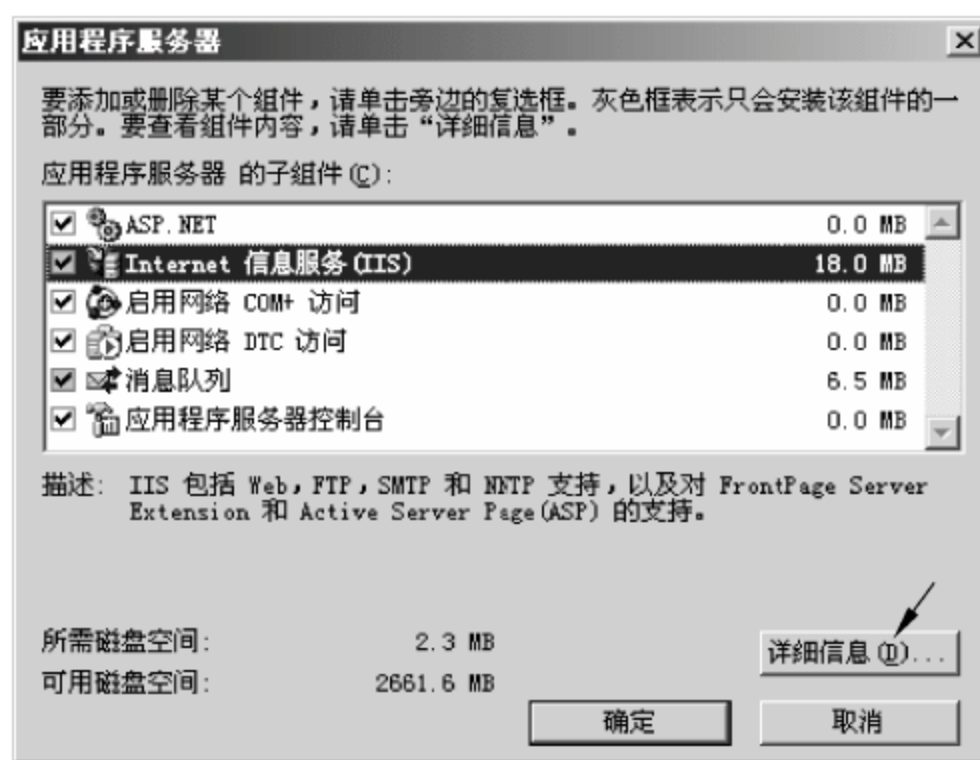 应用程序服务器
要添加或删除某个组件，请单击旁边的复选框。灰色框表示只会安装该组件的一
部分。要查看组件内容，请单击“详细信息”。
应用程序服务器 的子组件(C):
ASP.NET 0.0 MB
Internet 信息服务(IIS) 18.0 MB
启用网络 COM+ 访问 0.0 MB
启用网络 DTC 访问 0.0 MB
消息队列 6.5 MB
应用程序服务器控制台 0.0 MB
描述: IIS 包括 Web，FTP，SMTP 和 NNTP 支持，以及对 FrontPage Server
Extension 和 Active Server Page(ASP) 的支持。
所需磁盘空间: 2.3 MB
详细信息(D)...
可用磁盘空间: 2661.6 MB
确定 取消